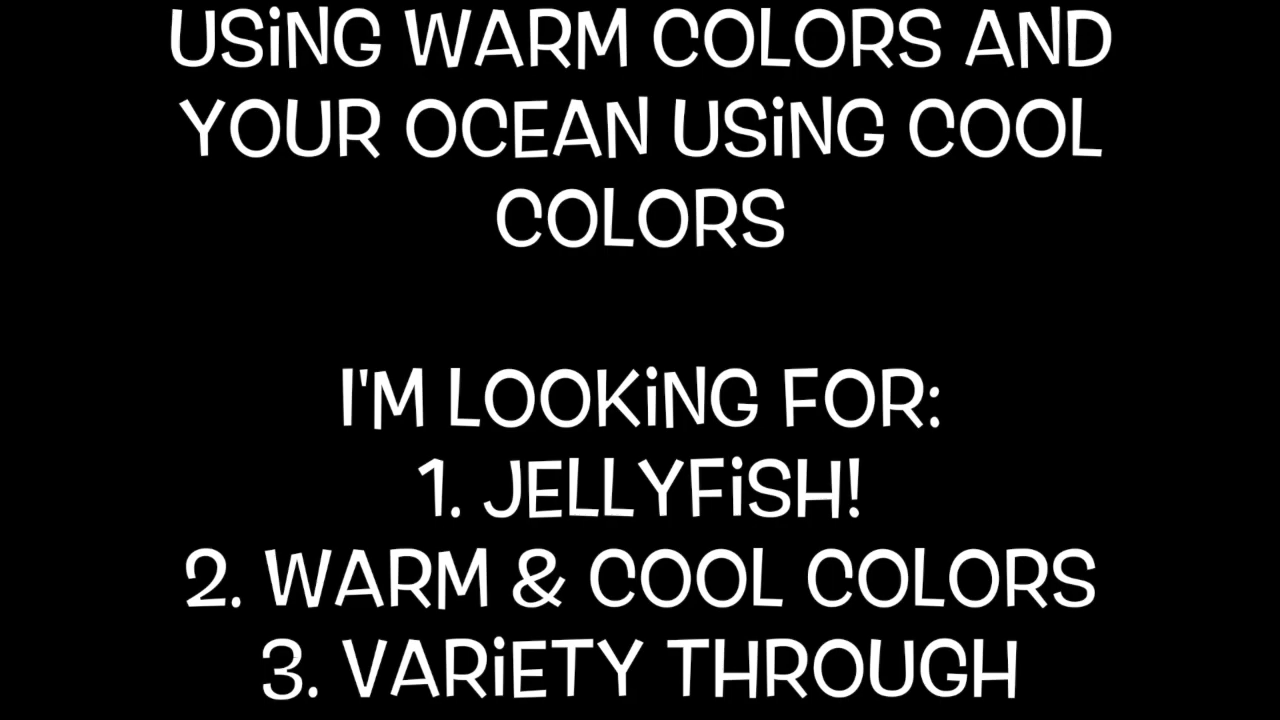 USiNG WARM COLORS AND
YOUR OCEAN USiNG COOL
COLORS
I'M LOOKiNG FOR:
1. JELLYFiSH!
2. WARM & COOL COLORS
3. VARiETY THROUGH